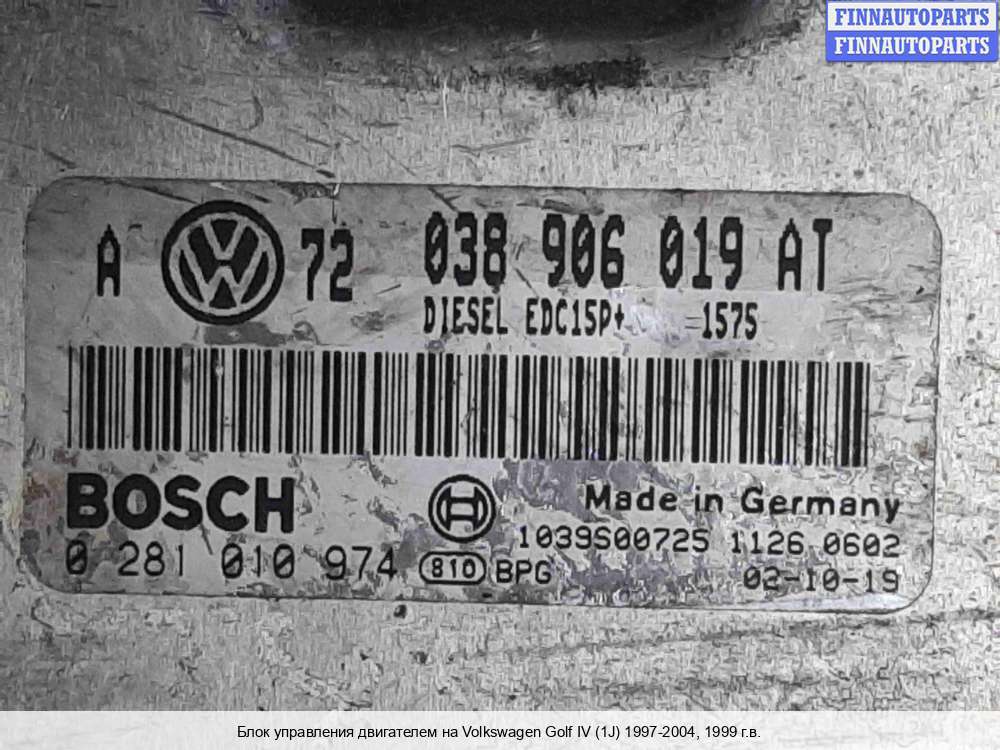 FINNAUTOPARTS
FINNAUTOPARTS
A VW 72 038 906 019 AT
DIESEL EDC15P+ 1575
BOSCH
Made in Germany
1039S00725 1126 0602
0 281 010 974 810 BPG
02-10-19
Блок управления двигателем на Volkswagen Golf IV (1J) 1997-2004, 1999 г.в.